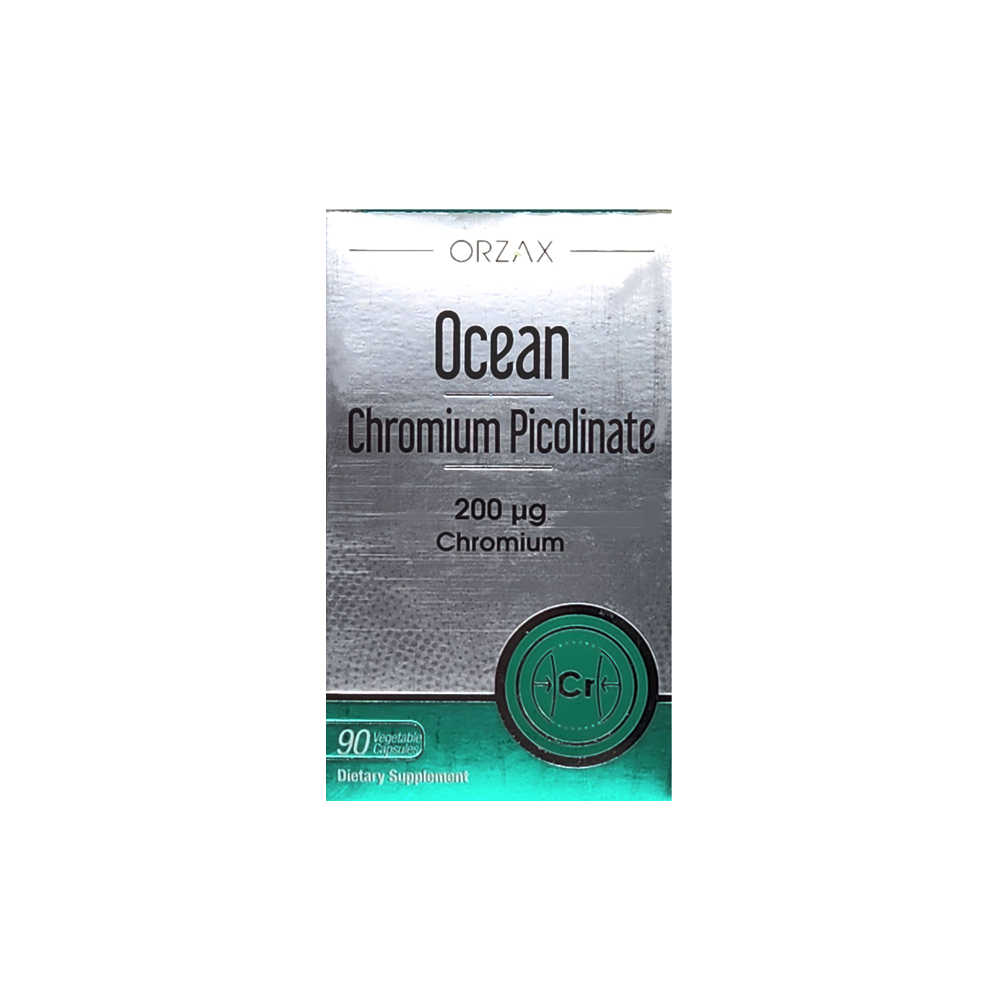 ORZAX
Ocean
Chromium Picolinate
200 µg
Chromium
Cr
90 Vegetable
Capsules
Dietary Supplement